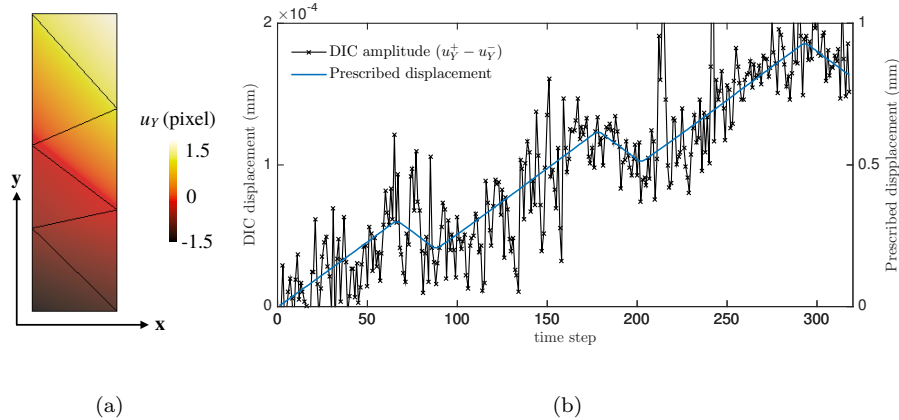 u_Y (pixel)
1.5
0
-1.5
y
x
(a)
×10⁻⁴
2
1
0
DIC displacement (mm)
DIC amplitude (u_Y^+ − u_Y^-)
Prescribed displacement
1
0.5
0
Prescribed displacement (mm)
0 50 100 150 200 250 300
time step
(b)